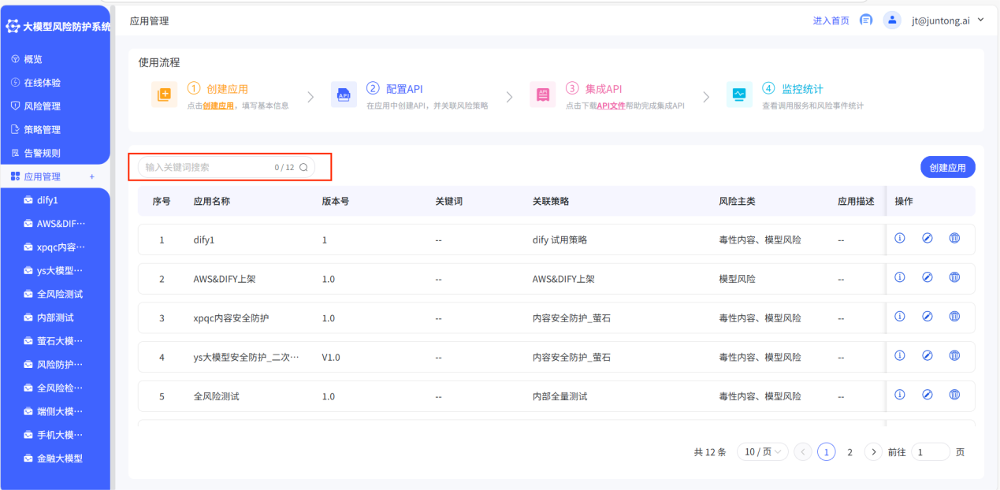 大模型风险防护系统
概览
在线体验
风险管理
策略管理
告警规则
应用管理 +
dify1
AWS&DIF···
xpqc内容···
ys大模型···
全风险测试
内部测试
萤石大模···
风险防护···
全风险检···
端侧大模···
手机大模···
金融大模型
应用管理
进入首页 jt@juntong.ai
使用流程
① 创建应用
点击创建应用，填写基本信息
② 配置API
在应用中创建API，并关联风险策略
③ 集成API
点击下载API文件帮助完成集成API
④ 监控统计
查看调用服务和风险事件统计
输入关键词搜索 0 / 12
创建应用
序号 应用名称 版本号 关键词 关联策略 风险主类 应用描述 操作
1 dify1 1 -- dify 试用策略 毒性内容、模型风险 --
2 AWS&DIFY上架 1.0 -- AWS&DIFY上架 模型风险 --
3 xpqc内容安全防护 1.0 -- 内容安全防护_萤石 毒性内容、模型风险 --
4 ys大模型安全防护_二次··· V1.0 -- 内容安全防护_萤石 毒性内容、模型风险 --
5 全风险测试 1.0 -- 内部全量测试 毒性内容、模型风险 --
共 12 条 10 / 页 1 2 前往 1 页